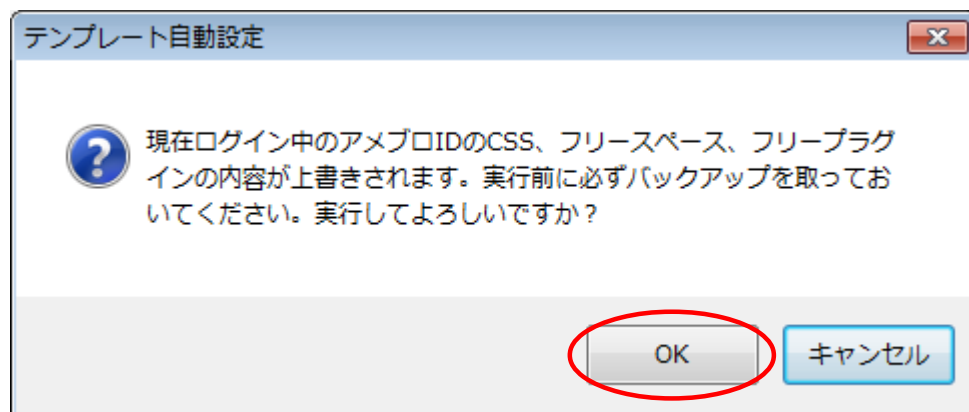 テンプレート自動設定
現在ログイン中のアメブロIDのCSS、フリースペース、フリープラグ
インの内容が上書きされます。実行前に必ずバックアップを取ってお
いてください。実行してよろしいですか？
OK
キャンセル